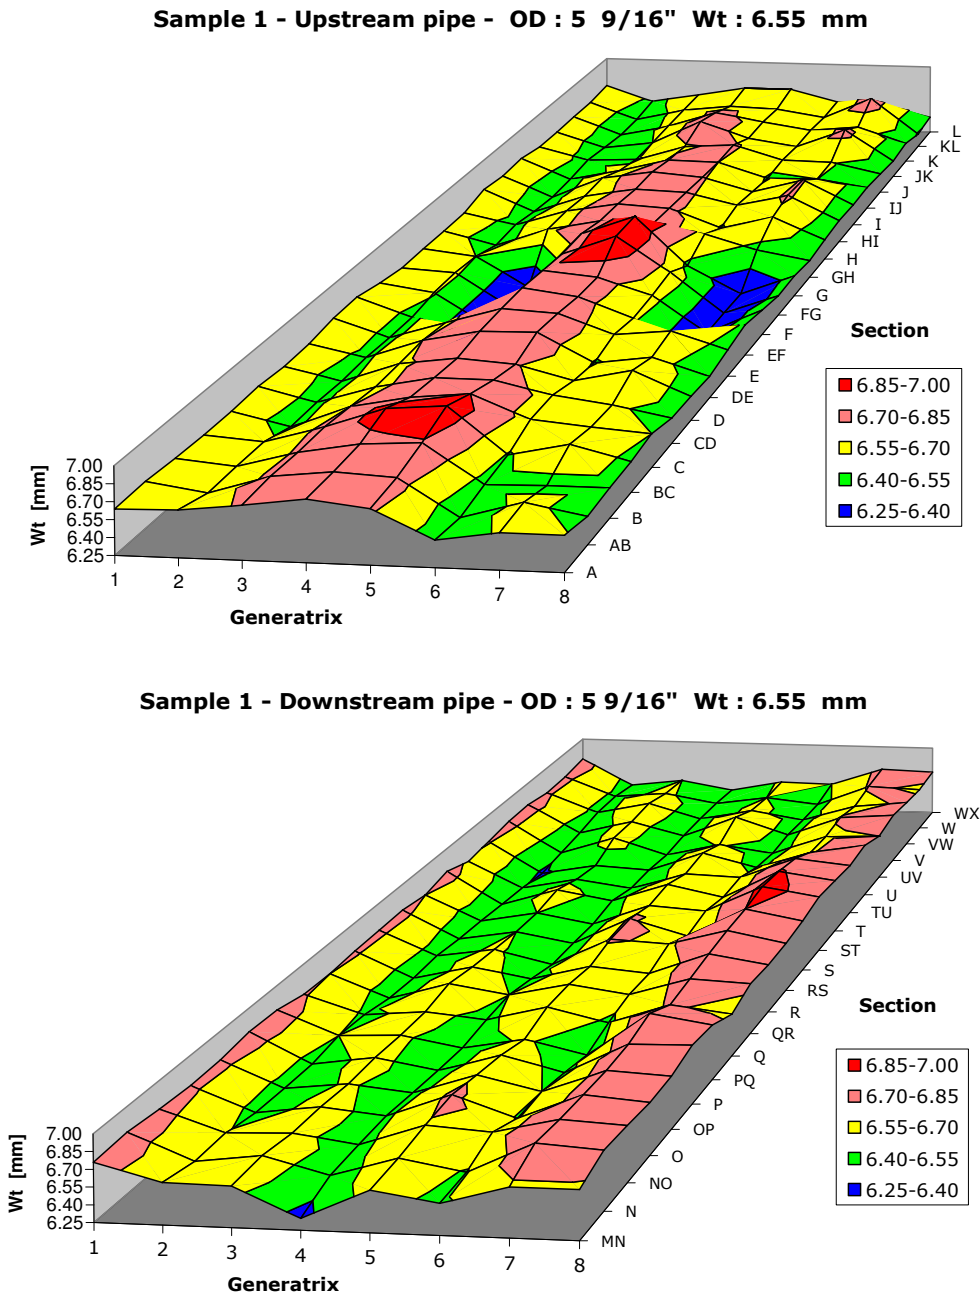 Sample 1 - Upstream pipe - OD : 5 9/16" Wt : 6.55 mm
L
KL
K
JK
J
IJ
I
HI
H
GH
G
FG
F
EF
E
DE
D
CD
C
BC
B
AB
A
Section
6.85-7.00
6.70-6.85
6.55-6.70
6.40-6.55
6.25-6.40
Wt [mm]
7.00
6.85
6.70
6.55
6.40
6.25
1 2 3 4 5 6 7 8
Generatrix
Sample 1 - Downstream pipe - OD : 5 9/16" Wt : 6.55 mm
WX
W
VW
V
UV
U
TU
T
ST
S
RS
R
QR
Q
PQ
P
OP
O
NO
N
MN
Section
6.85-7.00
6.70-6.85
6.55-6.70
6.40-6.55
6.25-6.40
Wt [mm]
7.00
6.85
6.70
6.55
6.40
6.25
1 2 3 4 5 6 7 8
Generatrix